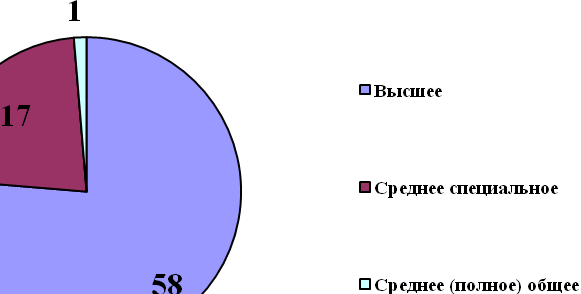 1
Высшее
17
Среднее специальное
58
Среднее (полное) общее